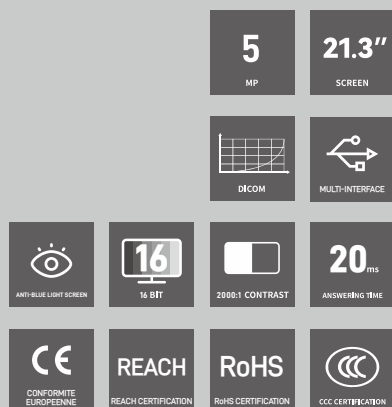 5
MP
21.3″
SCREEN
DICOM
MULTI-INTERFACE
ANTI-BLUE LIGHT SCREEN
16
16 BIT
2000:1 CONTRAST
20ms
ANSWERING TIME
CE
CONFORMITE
EUROPEENNE
REACH
REACH CERTIFICATION
RoHS
RoHS CERTIFICATION
CCC
CCC CERTIFICATION